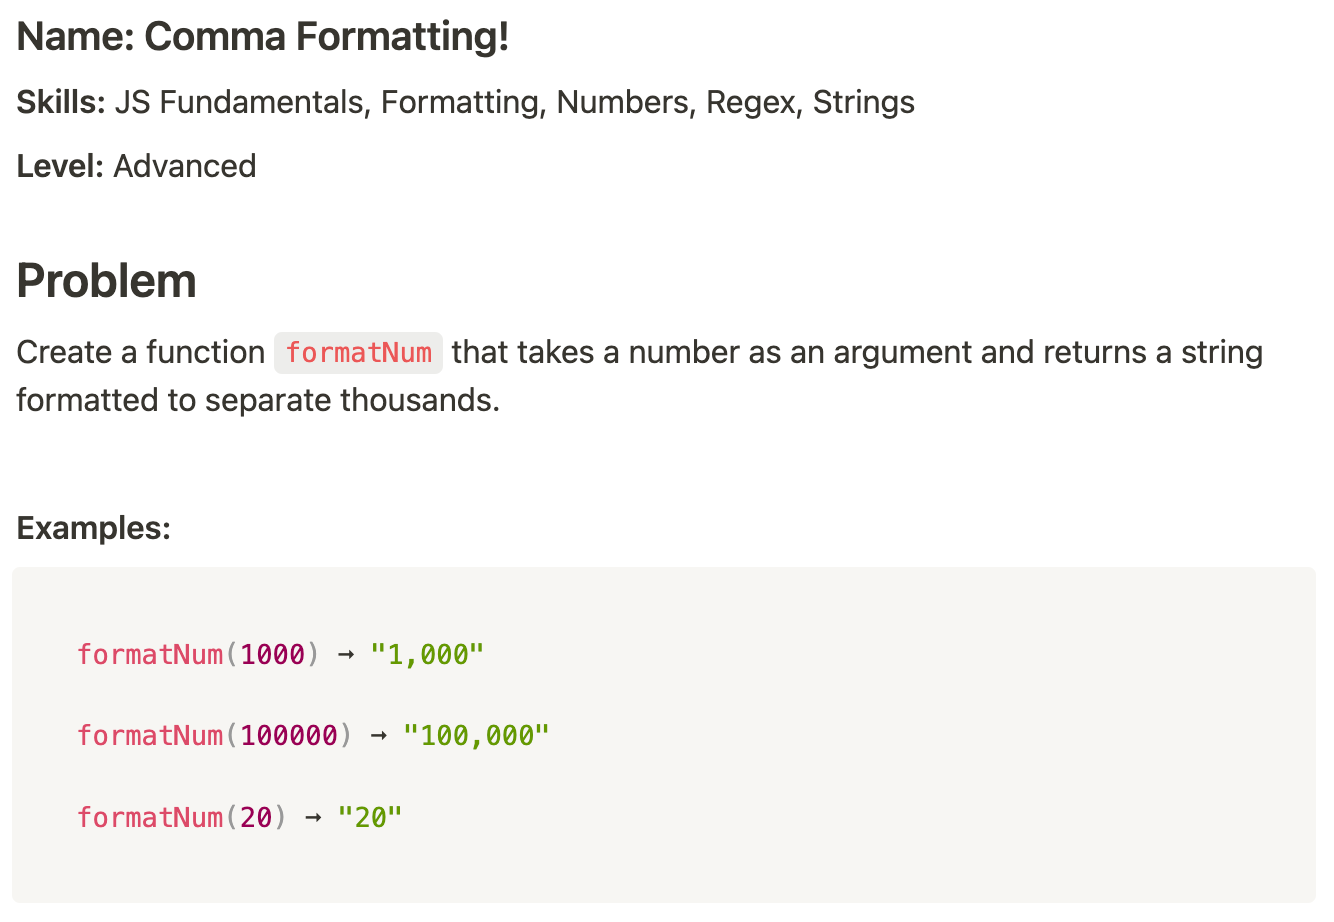 Name: Comma Formatting!
Skills: JS Fundamentals, Formatting, Numbers, Regex, Strings
Level: Advanced
Problem
Create a function formatNum that takes a number as an argument and returns a string
formatted to separate thousands.
Examples:
formatNum(1000) → "1,000"
formatNum(100000) → "100,000"
formatNum(20) → "20"